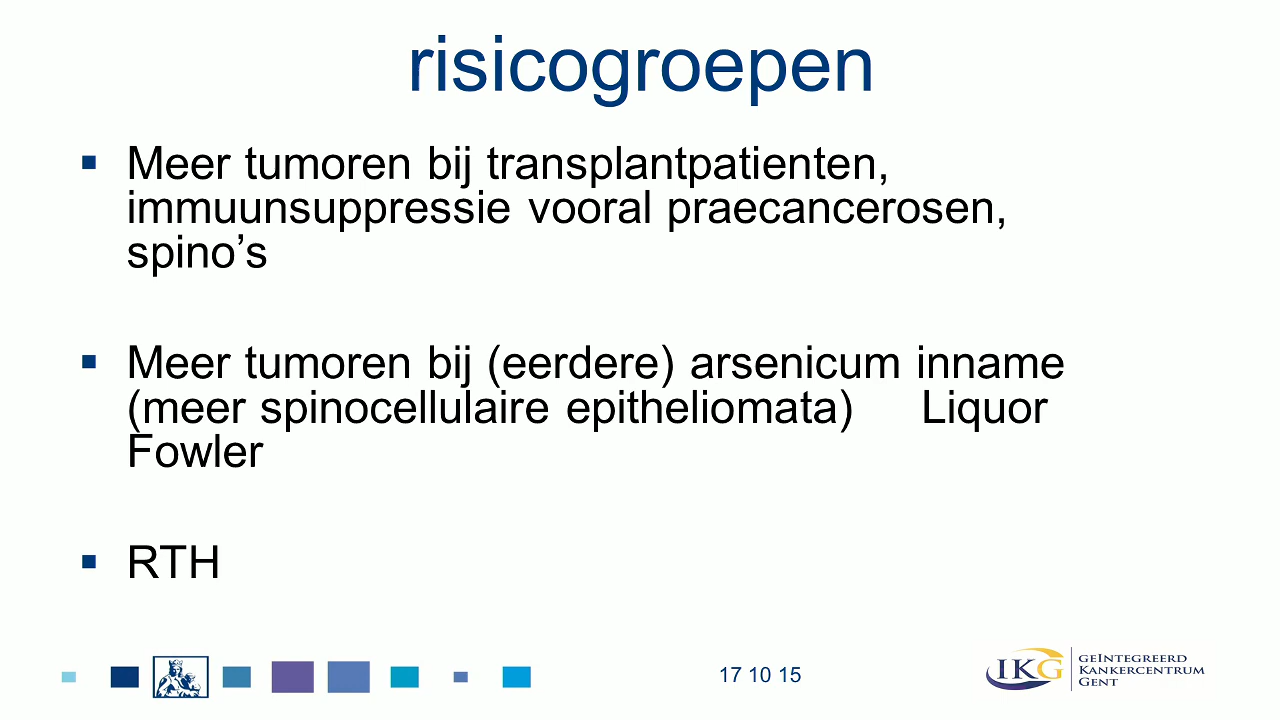 risicogroepen
Meer tumoren bij transplantpatienten,
immuunsuppressie vooral praecancerosen,
spino’s
Meer tumoren bij (eerdere) arsenicum inname
(meer spinocellulaire epitheliomata) Liquor
Fowler
RTH
17 10 15
IKG
geïntegreerd
Kankercentrum
Gent